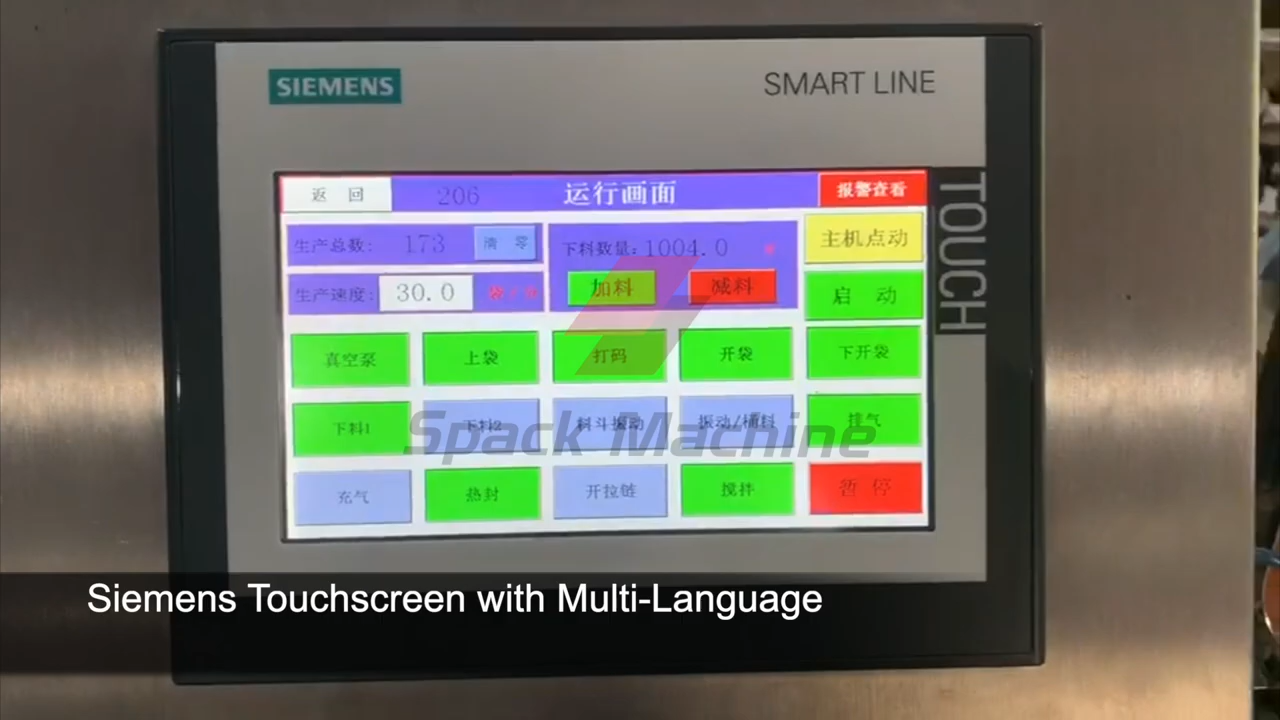 SIEMENS
SMART LINE
TOUCH
返 回 206 运行画面 报警查看
生产总数: 173 清 零
下料数量: 1004.0
主机点动
生产速度: 30.0
加料 减料
启 动
真空泵 上袋 打码 开袋 下开袋
下料1 下料2 料斗振动 振动/桶料 排气
充气 热封 开拉链 搅拌 暂 停
Spack Machine
Siemens Touchscreen with Multi-Language